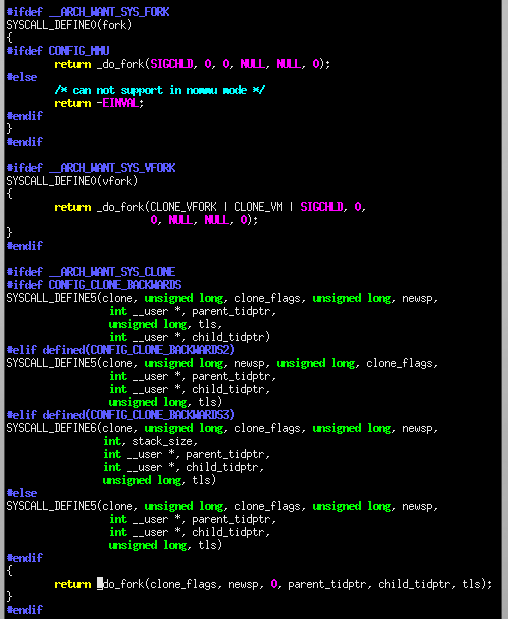 #ifdef __ARCH_WANT_SYS_FORK
SYSCALL_DEFINE0(fork)
{
#ifdef CONFIG_MMU
        return _do_fork(SIGCHLD, 0, 0, NULL, NULL, 0);
#else
        /* can not support in nommu mode */
        return -EINVAL;
#endif
}
#endif

#ifdef __ARCH_WANT_SYS_VFORK
SYSCALL_DEFINE0(vfork)
{
        return _do_fork(CLONE_VFORK | CLONE_VM | SIGCHLD, 0,
                        0, NULL, NULL, 0);
}
#endif

#ifdef __ARCH_WANT_SYS_CLONE
#ifdef CONFIG_CLONE_BACKWARDS
SYSCALL_DEFINE5(clone, unsigned long, clone_flags, unsigned long, newsp,
                 int __user *, parent_tidptr,
                 unsigned long, tls,
                 int __user *, child_tidptr)
#elif defined(CONFIG_CLONE_BACKWARDS2)
SYSCALL_DEFINE5(clone, unsigned long, newsp, unsigned long, clone_flags,
                 int __user *, parent_tidptr,
                 int __user *, child_tidptr,
                 unsigned long, tls)
#elif defined(CONFIG_CLONE_BACKWARDS3)
SYSCALL_DEFINE6(clone, unsigned long, clone_flags, unsigned long, newsp,
                int, stack_size,
                int __user *, parent_tidptr,
                int __user *, child_tidptr,
                unsigned long, tls)
#else
SYSCALL_DEFINE5(clone, unsigned long, clone_flags, unsigned long, newsp,
                 int __user *, parent_tidptr,
                 int __user *, child_tidptr,
                 unsigned long, tls)
#endif
{
        return _do_fork(clone_flags, newsp, 0, parent_tidptr, child_tidptr, tls);
}
#endif